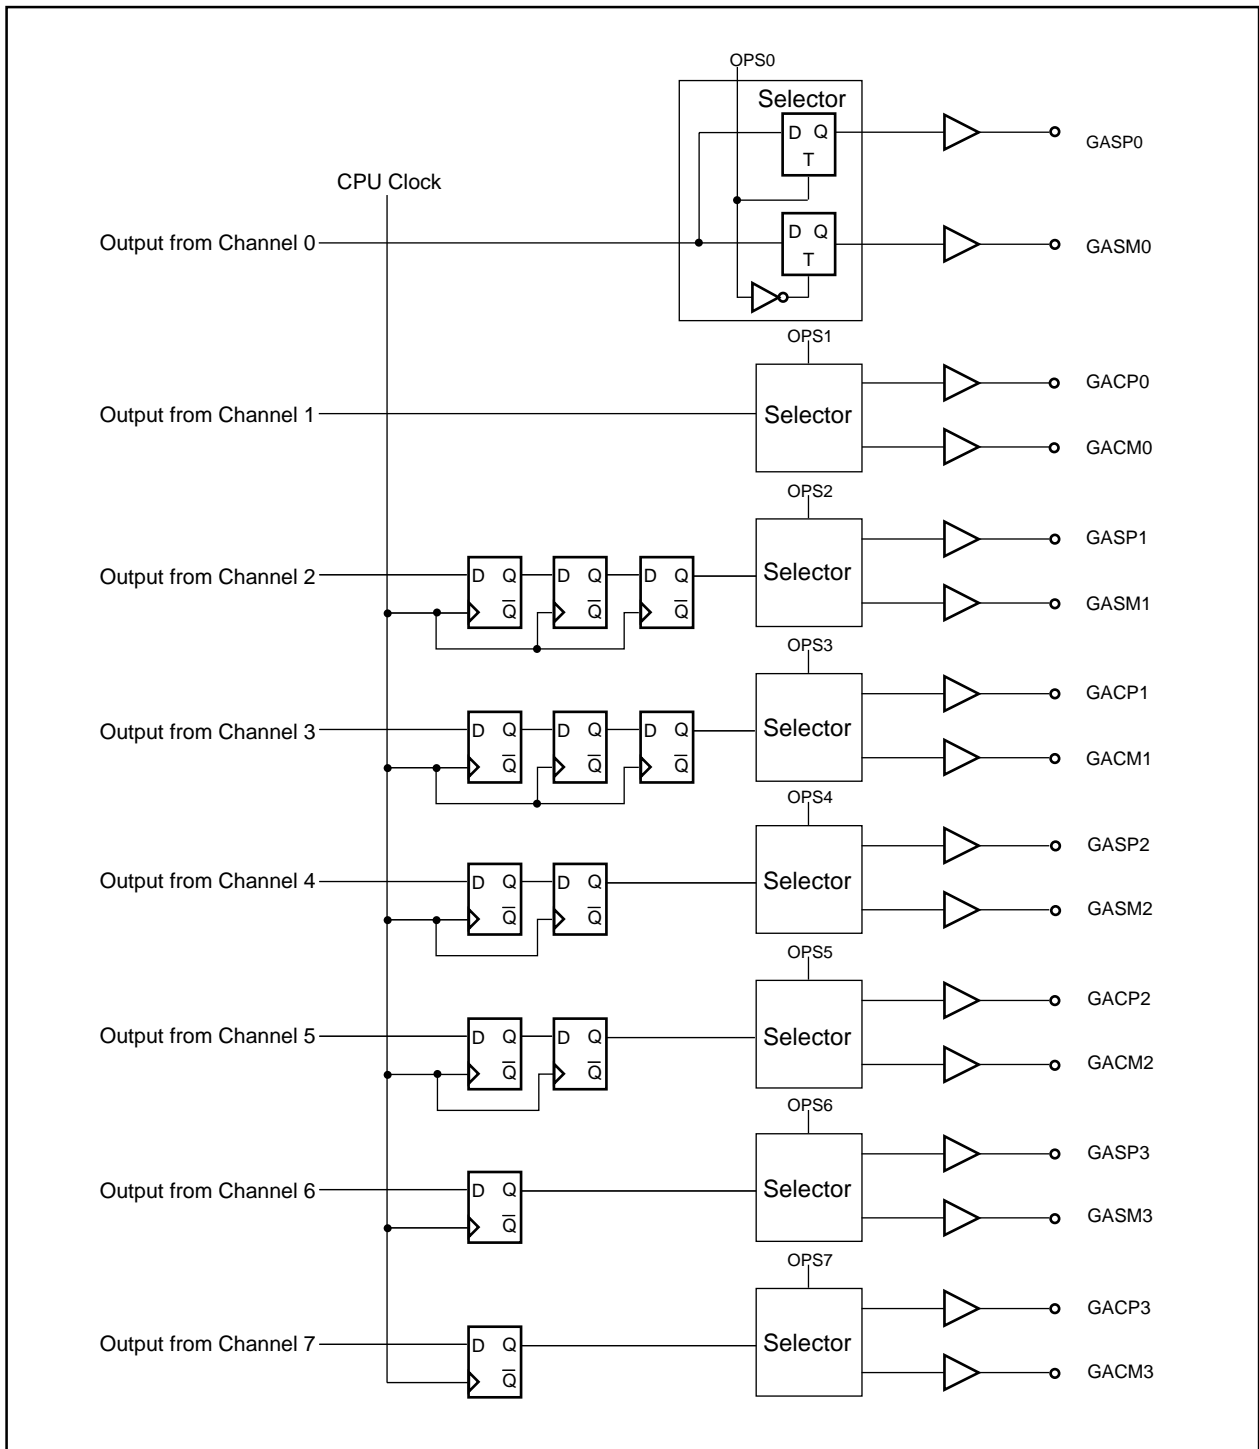 OPS0
Selector
D Q
T
GASP0
CPU Clock
Output from Channel 0
D Q
T
GASM0
OPS1
GACP0
Output from Channel 1
Selector
GACM0
OPS2
GASP1
Output from Channel 2
D Q
Q̅
D Q
Q̅
D Q
Q̅
Selector
GASM1
OPS3
GACP1
Output from Channel 3
D Q
Q̅
D Q
Q̅
D Q
Q̅
Selector
GACM1
OPS4
GASP2
Output from Channel 4
D Q
Q̅
D Q
Q̅
Selector
GASM2
OPS5
GACP2
Output from Channel 5
D Q
Q̅
D Q
Q̅
Selector
GACM2
OPS6
GASP3
Output from Channel 6
D Q
Q̅
Selector
GASM3
OPS7
GACP3
Output from Channel 7
D Q
Q̅
Selector
GACM3